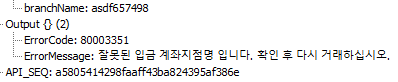 branchName: asdf657498
Output {} (2)
ErrorCode: 80003351
ErrorMessage: 잘못된 입금 계좌지점명 입니다. 확인 후 다시 거래하십시오.
API_SEQ: a5805414298faaff43ba824395af386e